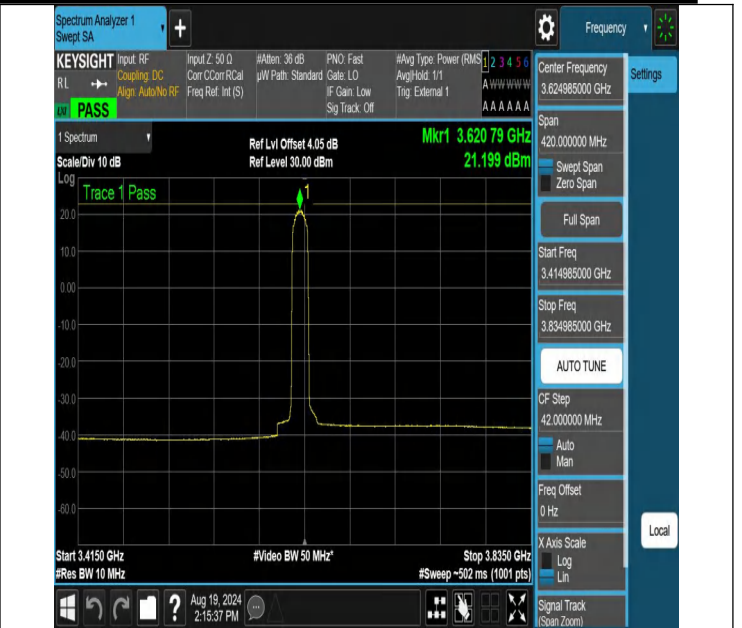 Spectrum Analyzer 1
Swept SA
+
Frequency
KEYSIGHT
RL
PASS
Input: RF
Coupling: DC
Align: Auto/No RF
Input Z: 50 Ω
Corr CCorr RCal
Freq Ref: Int (S)
#Atten: 36 dB
µW Path: Standard
PNO: Fast
Gate: LO
IF Gain: Low
Sig Track: Off
#Avg Type: Power (RMS
Avg|Hold: 1/1
Trig: External 1
1 2 3 4 5 6
A W W W W W
A A A A A A
Center Frequency
3.624985000 GHz
Settings
1 Spectrum
Scale/Div 10 dB
Ref Lvl Offset 4.05 dB
Ref Level 30.00 dBm
Mkr1 3.620 79 GHz
21.199 dBm
Log
Trace 1 Pass
1
20.0
10.0
0.00
-10.0
-20.0
-30.0
-40.0
-50.0
-60.0
Start 3.4150 GHz
#Res BW 10 MHz
#Video BW 50 MHz*
Stop 3.8350 GHz
#Sweep ~502 ms (1001 pts)
Span
420.000000 MHz
Swept Span
Zero Span
Full Span
Start Freq
3.414985000 GHz
Stop Freq
3.834985000 GHz
AUTO TUNE
CF Step
42.000000 MHz
Auto
Man
Freq Offset
0 Hz
X Axis Scale
Log
Lin
Local
Signal Track
(Span Zoom)
?
Aug 19, 2024
2:15:37 PM